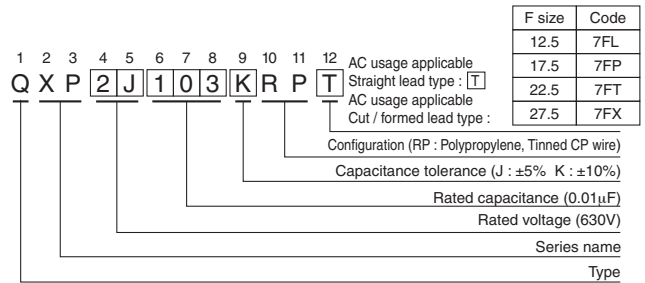 1 2 3 4 5 6 7 8 9 10 11 12
Q X P 2 J 1 0 3 K R P T
AC usage applicable
Straight lead type : T
AC usage applicable
Cut / formed lead type :
F size Code
12.5 7FL
17.5 7FP
22.5 7FT
27.5 7FX
Configuration (RP : Polypropylene, Tinned CP wire)
Capacitance tolerance (J : ±5% K : ±10%)
Rated capacitance (0.01μF)
Rated voltage (630V)
Series name
Type